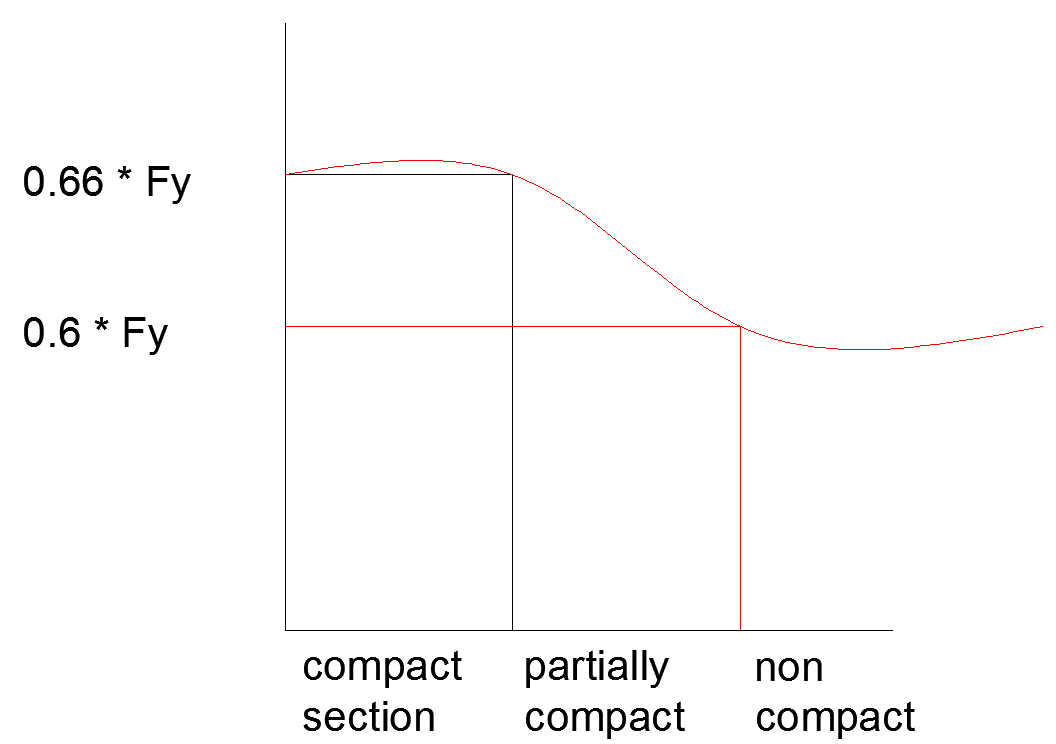 0.66 * Fy
0.6 * Fy
compact
section
partially
compact
non
compact